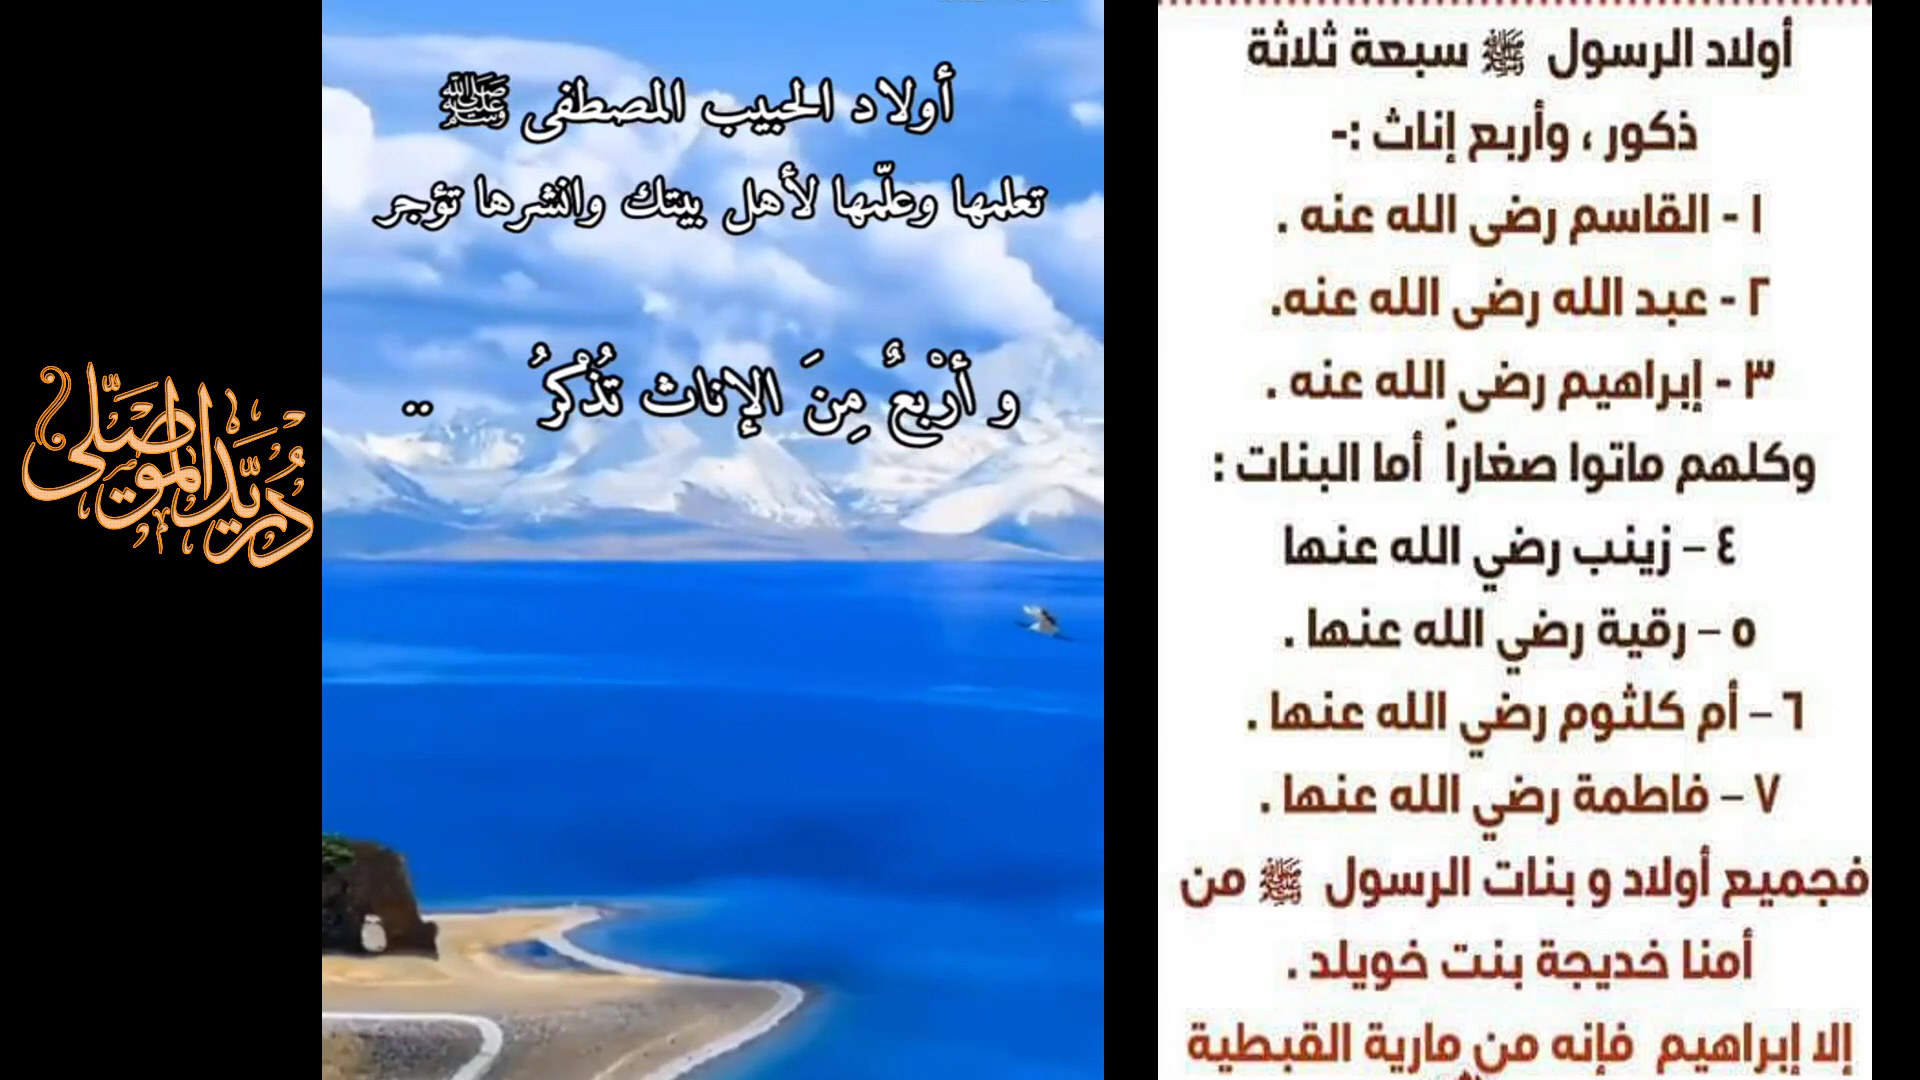 أولاد الحبيب المصطفى ﷺ
تعلمها وعلّمها لأهل بيتك وانشرها تؤجر
و أرْبعٌ مِنَ الإناث تُذْكرُ ..
أولاد الرسول ﷺ سبعة ثلاثة
ذكور ، وأربع إناث :-
١ - القاسم رضى الله عنه .
٢ - عبد الله رضى الله عنه.
٣ - إبراهيم رضى الله عنه .
وكلهم ماتوا صغاراً أما البنات :
٤ – زينب رضي الله عنها
٥ – رقية رضي الله عنها .
٦ – أم كلثوم رضي الله عنها .
٧ – فاطمة رضي الله عنها .
فجميع أولاد و بنات الرسول ﷺ من
أمنا خديجة بنت خويلد .
إلا إبراهيم فإنه من مارية القبطية
دُرَيْدالموصلّي